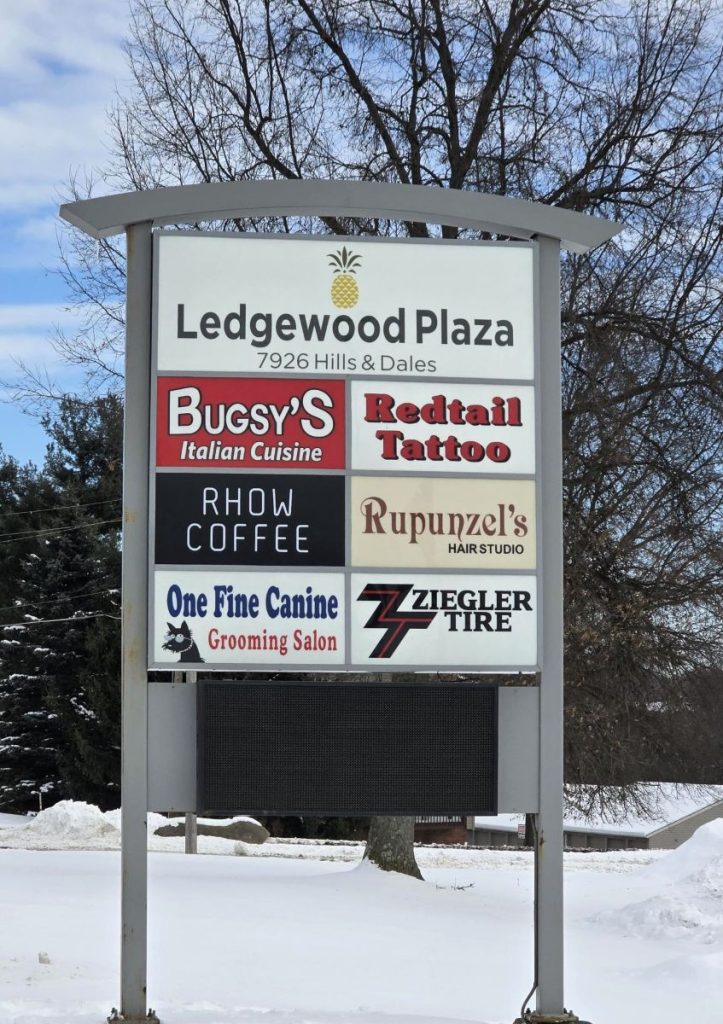 Ledgewood Plaza
7926 Hills & Dales
BUGSY'S
Italian Cuisine
Redtail
Tattoo
RHOW
COFFEE
Rupunzel's
HAIR STUDIO
One Fine Canine
Grooming Salon
ZIEGLER
TIRE